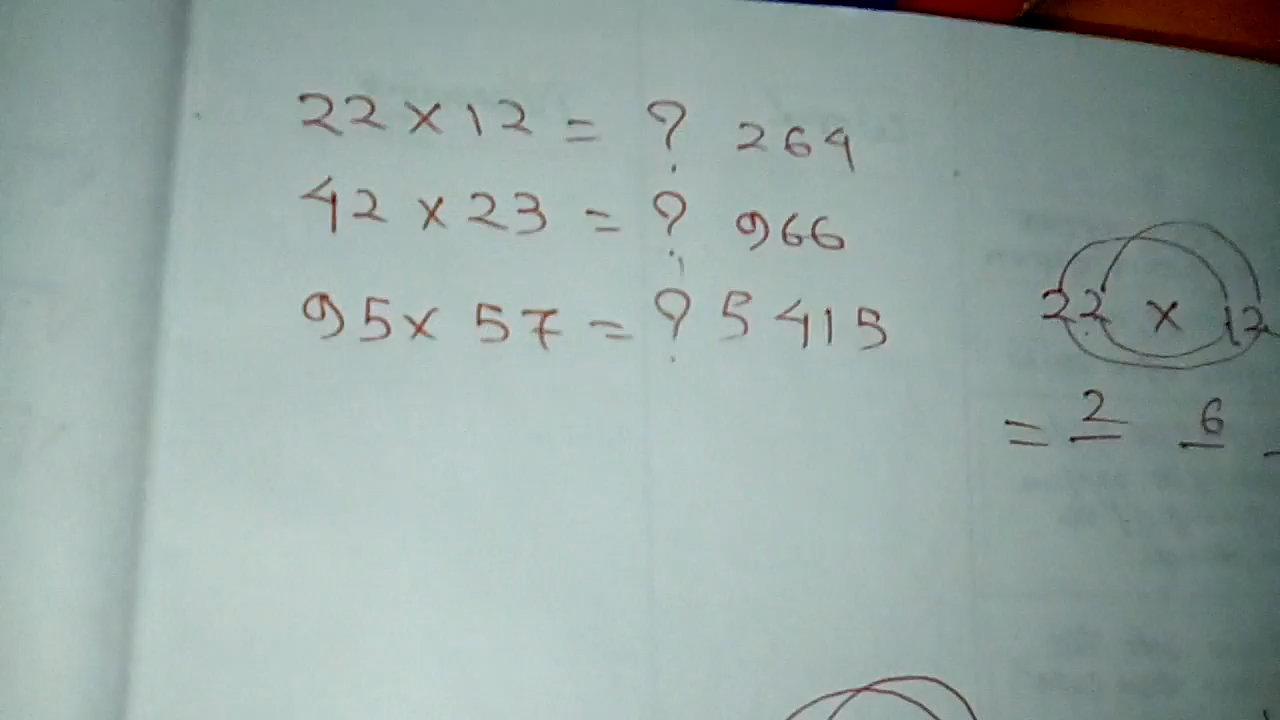 22 × 12 = ? 264
42 × 23 = ? 966
95 × 57 = ? 5415
22 × 12
= 2 6